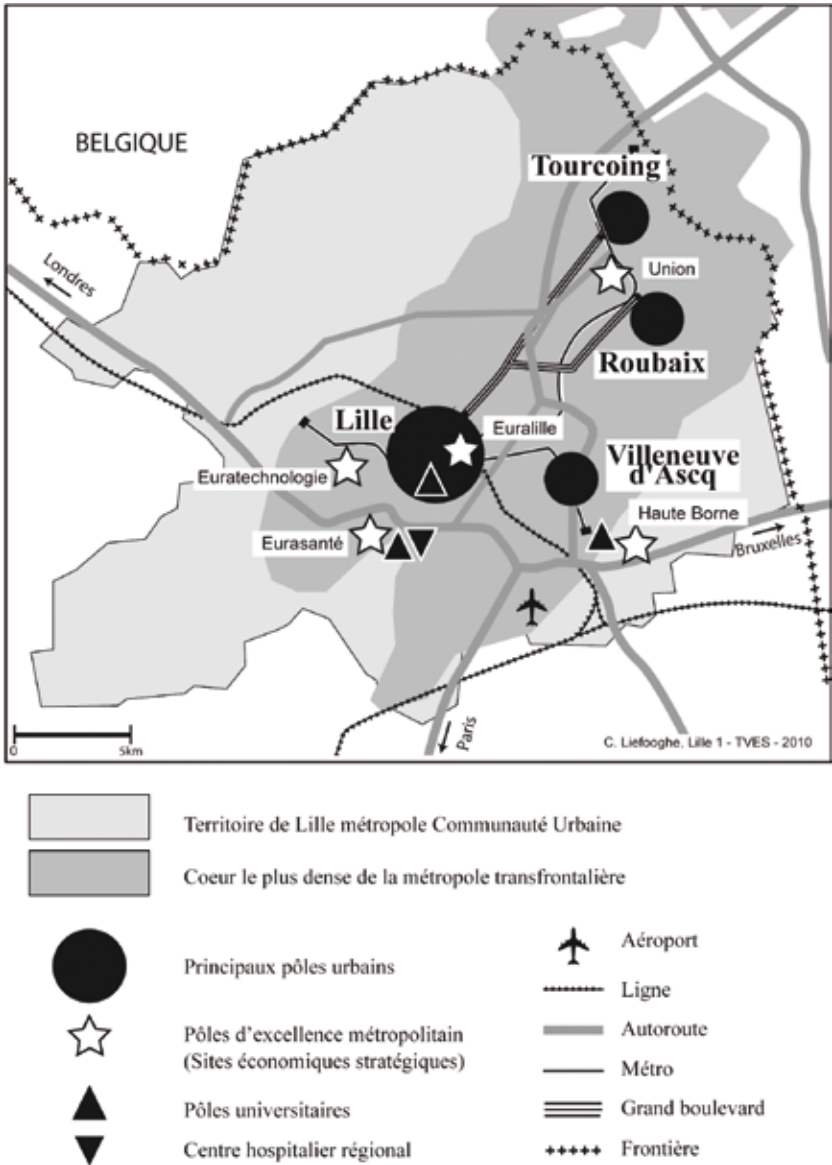 BELGIQUE
Tourcoing
Londres
Union
Roubaix
Lille
Euralille
Villeneuve
d'Ascq
Euratechnologie
Haute Borne
Eurasanté
Bruxelles
Paris
0
5km
C. Liefooghe, Lille 1 - TVES - 2010
Territoire de Lille métropole Communauté Urbaine
Coeur le plus dense de la métropole transfrontalière
Principaux pôles urbains
Pôles d'excellence métropolitain
(Sites économiques stratégiques)
Pôles universitaires
Centre hospitalier régional
Aéroport
Ligne
Autoroute
Métro
Grand boulevard
Frontière